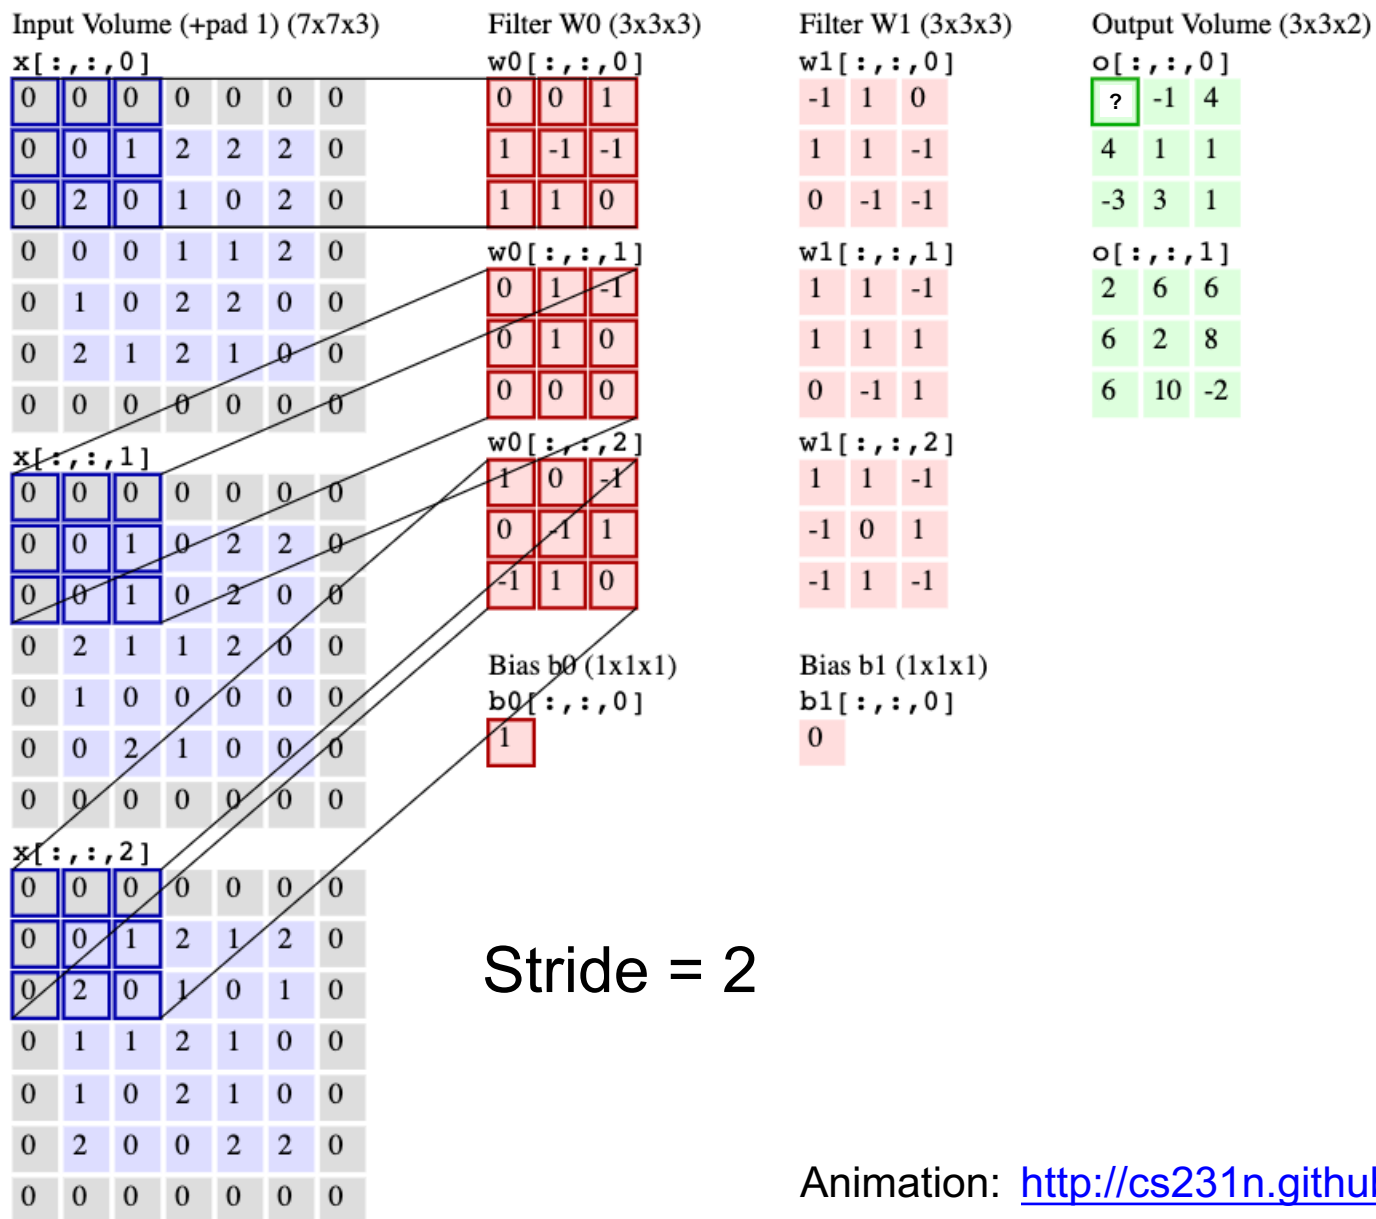 Input Volume (+pad 1) (7x7x3)
x[:,:,0]
0 0 0 0 0 0 0
0 0 1 2 2 2 0
0 2 0 1 0 2 0
0 0 0 1 1 2 0
0 1 0 2 2 0 0
0 2 1 2 1 0 0
0 0 0 0 0 0 0
x[:,:,1]
0 0 0 0 0 0 0
0 0 1 0 2 2 0
0 0 1 0 2 0 0
0 2 1 1 2 0 0
0 1 0 0 0 0 0
0 0 2 1 0 0 0
0 0 0 0 0 0 0
x[:,:,2]
0 0 0 0 0 0 0
0 0 1 2 1 2 0
0 2 0 1 0 1 0
0 1 1 2 1 0 0
0 1 0 2 1 0 0
0 2 0 0 2 2 0
0 0 0 0 0 0 0
Filter W0 (3x3x3)
w0[:,:,0]
0 0 1
1 -1 -1
1 1 0
w0[:,:,1]
0 1 -1
0 1 0
0 0 0
w0[:,:,2]
1 0 -1
0 -1 1
-1 1 0
Bias b0 (1x1x1)
b0[:,:,0]
1
Filter W1 (3x3x3)
w1[:,:,0]
-1 1 0
1 1 -1
0 -1 -1
w1[:,:,1]
1 1 -1
1 1 1
0 -1 1
w1[:,:,2]
1 1 -1
-1 0 1
-1 1 -1
Bias b1 (1x1x1)
b1[:,:,0]
0
Output Volume (3x3x2)
o[:,:,0]
? -1 4
4 1 1
-3 3 1
o[:,:,1]
2 6 6
6 2 8
6 10 -2
Stride = 2
Animation: http://cs231n.github